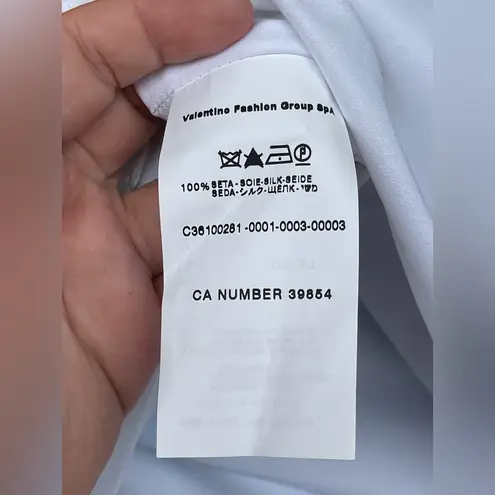 Valentino Fashion Group SpA
P
100% SETA-SOIE-SILK-SEIDE
SEDA-シルク-ЩЕЛК-משי
C36100281-0001-0003-00003
CA NUMBER 39854